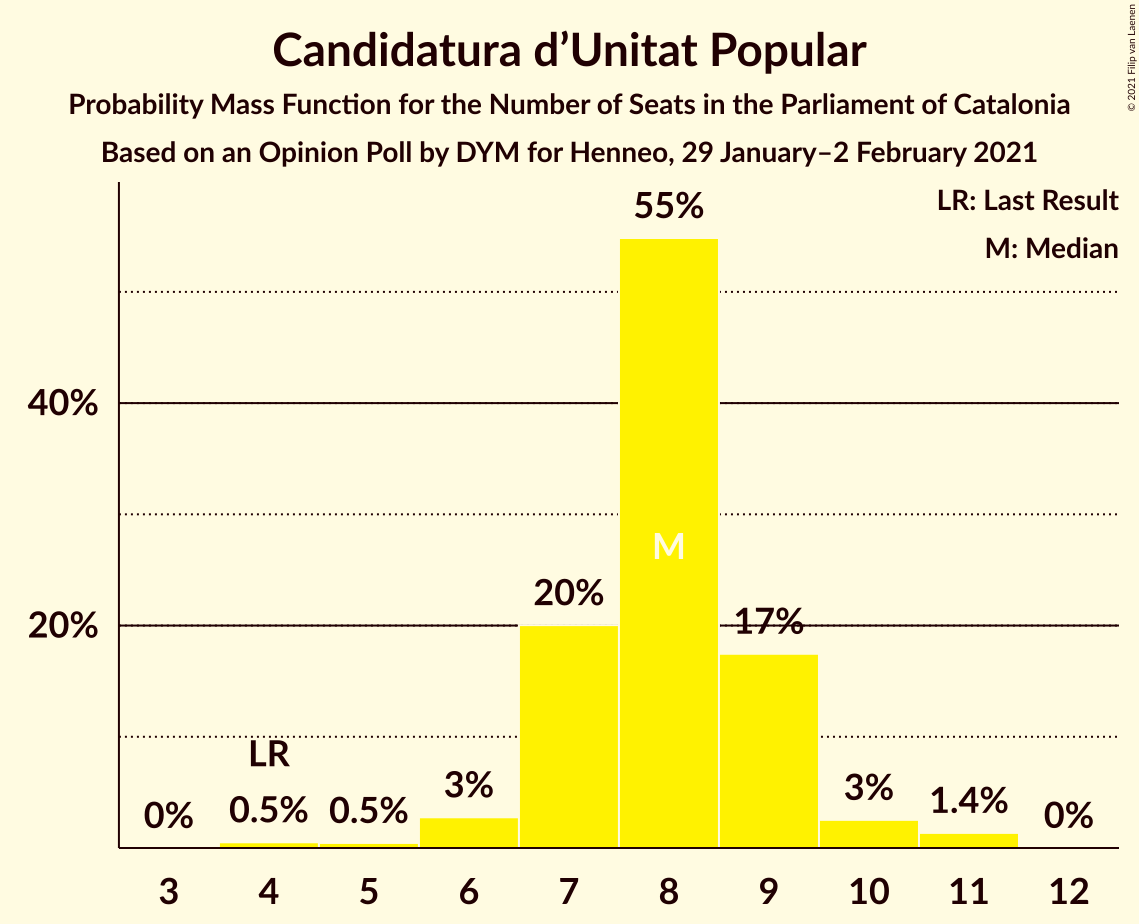 Candidatura d’Unitat Popular
Probability Mass Function for the Number of Seats in the Parliament of Catalonia
Based on an Opinion Poll by DYM for Henneo, 29 January–2 February 2021
© 2021 Filip van Laenen
LR: Last Result
M: Median
55%
40%
M
20%
20%
17%
LR
0%
0.5%
0.5%
3%
3%
1.4%
0%
3
4
5
6
7
8
9
10
11
12